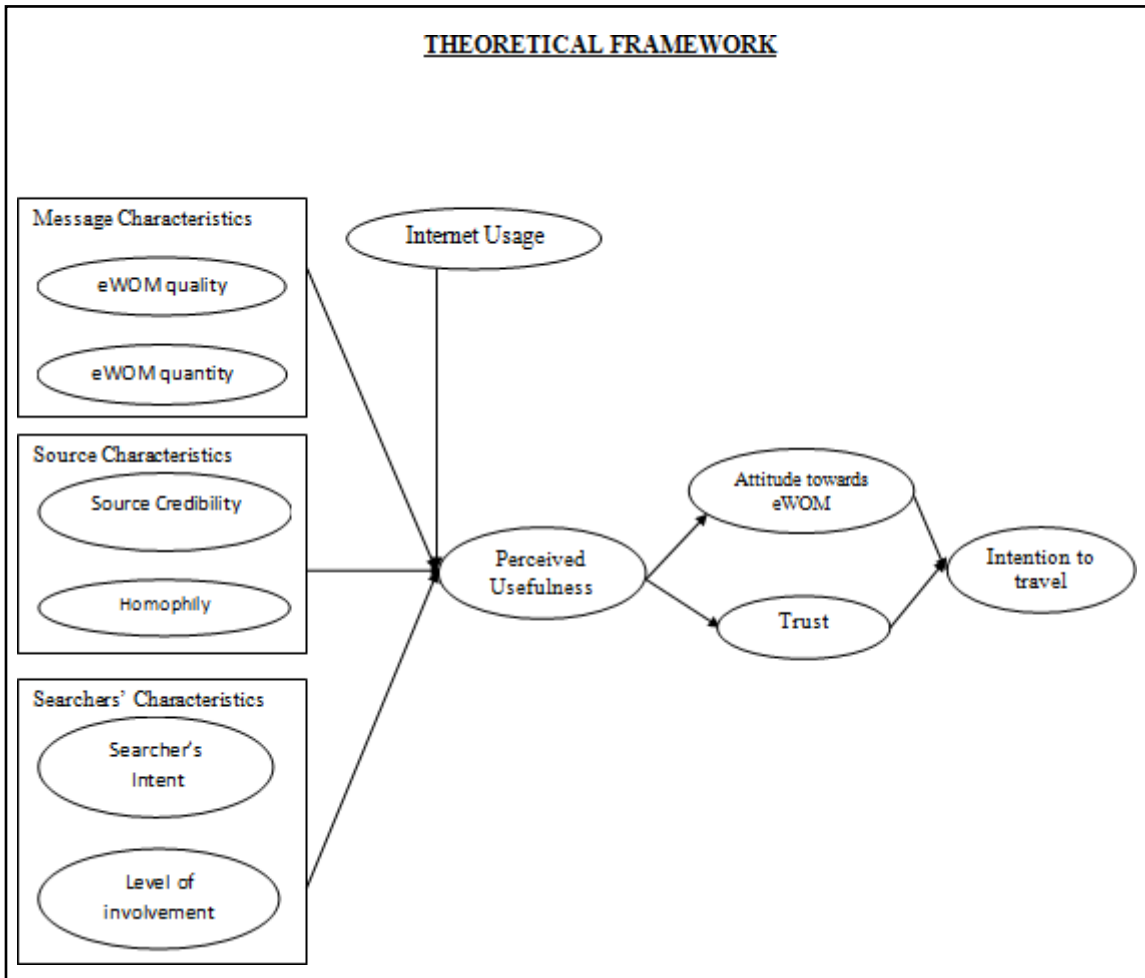 THEORETICAL FRAMEWORK
Message Characteristics
eWOM quality
eWOM quantity
Internet Usage
Source Characteristics
Source Credibility
Homophily
Searchers' Characteristics
Searcher's
Intent
Level of
involvement
Perceived
Usefulness
Attitude towards
eWOM
Trust
Intention to
travel